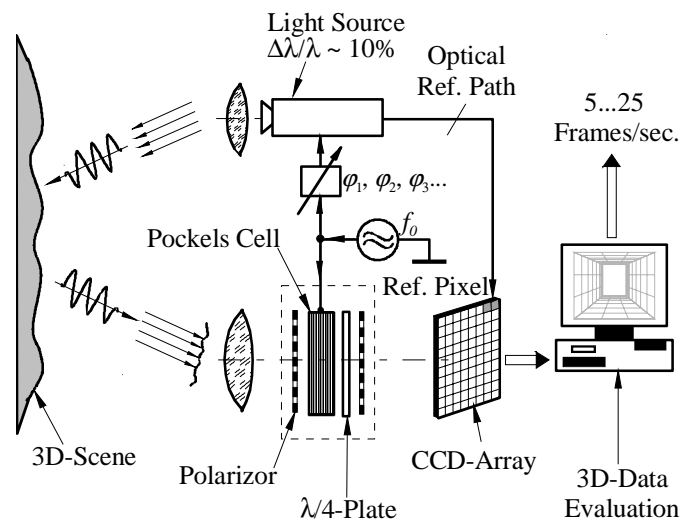 Light Source
Δλ/λ ~ 10%
Optical
Ref. Path
5...25
Frames/sec.
φ1, φ2, φ3...
fo
Pockels Cell
Ref. Pixel
3D-Scene
Polarizor
λ/4-Plate
CCD-Array
3D-Data
Evaluation